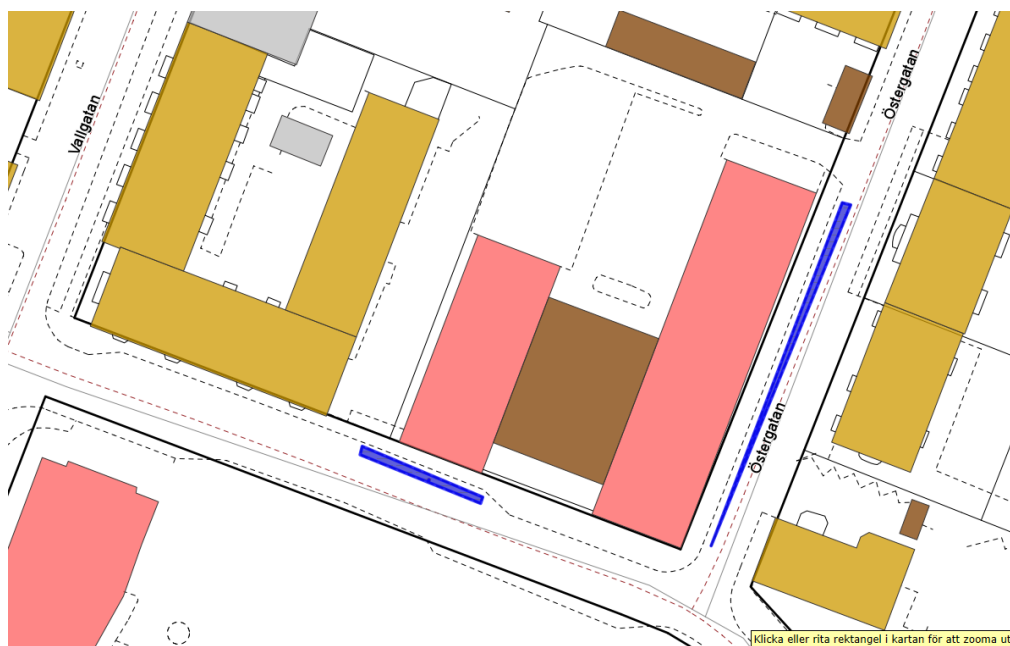 Östergatan
Vallgatan
Östergatan
Klicka eller rita rektangel i kartan för att zooma ut